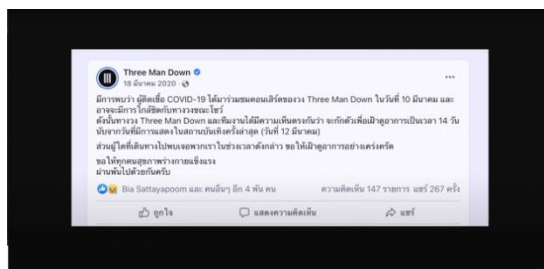 Three Man Down
18 มีนาคม 2020
มีการพบว่า ผู้ติดเชื้อ COVID-19 ได้มาร่วมชมคอนเสิร์ตของวง Three Man Down ในวันที่ 10 มีนาคม และ
อาจจะมีการใกล้ชิดกับทางวงขณะโชว์
ดังนั้นทางวง Three Man Down และทีมงานได้มีความเห็นตรงกันว่า จะกักตัวเพื่อเฝ้าดูอาการเป็นเวลา 14 วัน
นับจากวันที่มีการแสดงในสถานบันเทิงครั้งล่าสุด (วันที่ 12 มีนาคม)
ส่วนผู้ใดที่เดินทางไปพบเจอพวกเราในช่วงเวลาดังกล่าว ขอให้เฝ้าดูอาการอย่างเคร่งครัด
ขอให้ทุกคนสุขภาพร่างกายแข็งแรง
ผ่านพ้นไปด้วยกันครับ
Bia Sattayapoom และ คนอื่นๆ อีก 4 พัน คน ความคิดเห็น 147 รายการ แชร์ 267 ครั้ง
ถูกใจ แสดงความคิดเห็น แชร์